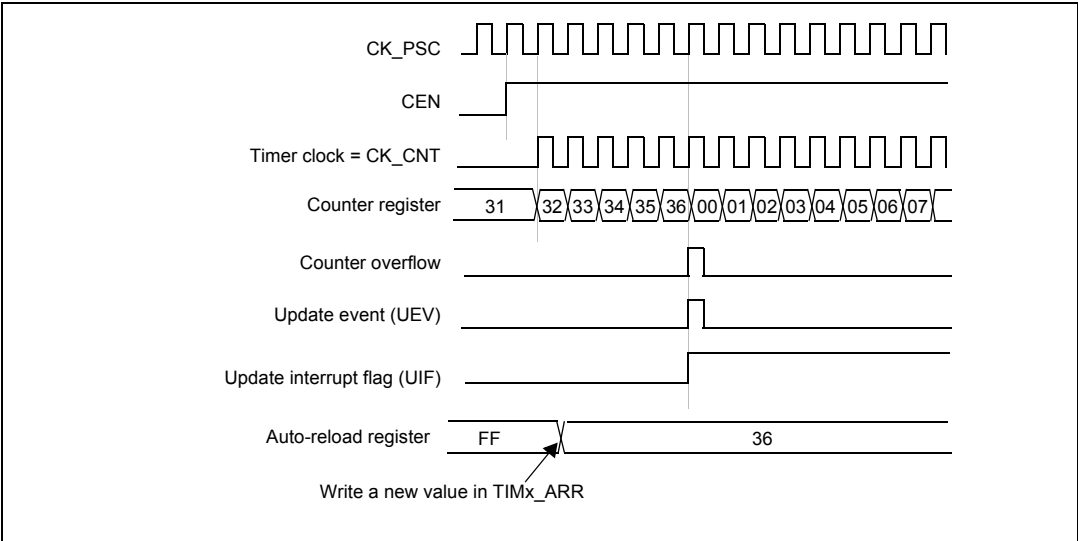 CK_PSC
CEN
Timer clock = CK_CNT
Counter register 31 32 33 34 35 36 00 01 02 03 04 05 06 07
Counter overflow
Update event (UEV)
Update interrupt flag (UIF)
Auto-reload register FF 36
Write a new value in TIMx_ARR